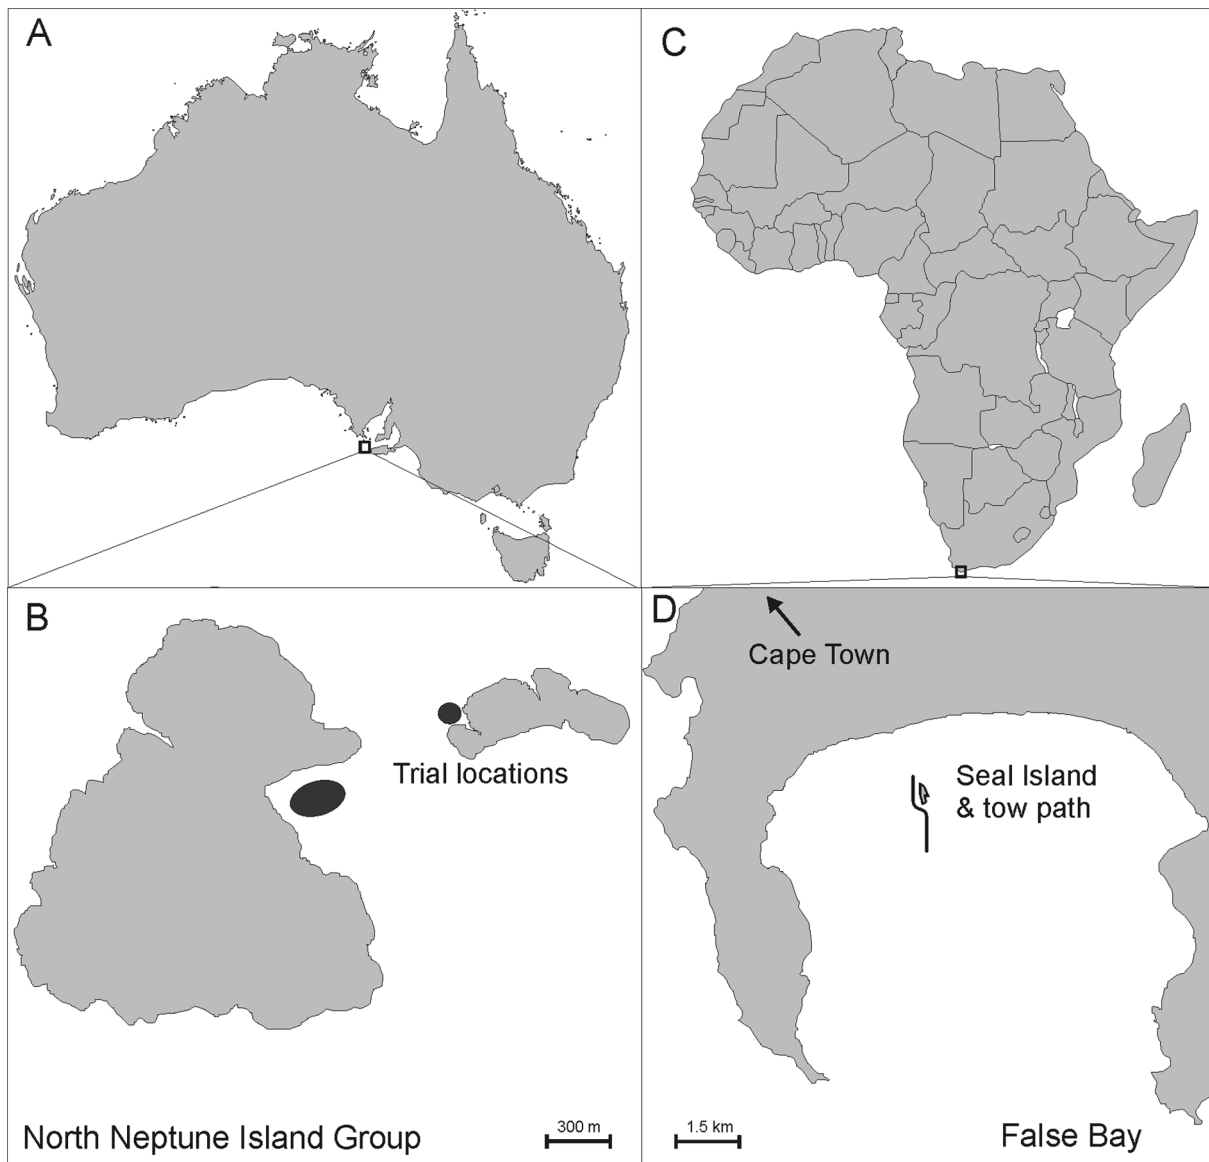 A
C
B
Trial locations
North Neptune Island Group
300 m
D
Cape Town
Seal Island
& tow path
1.5 km
False Bay